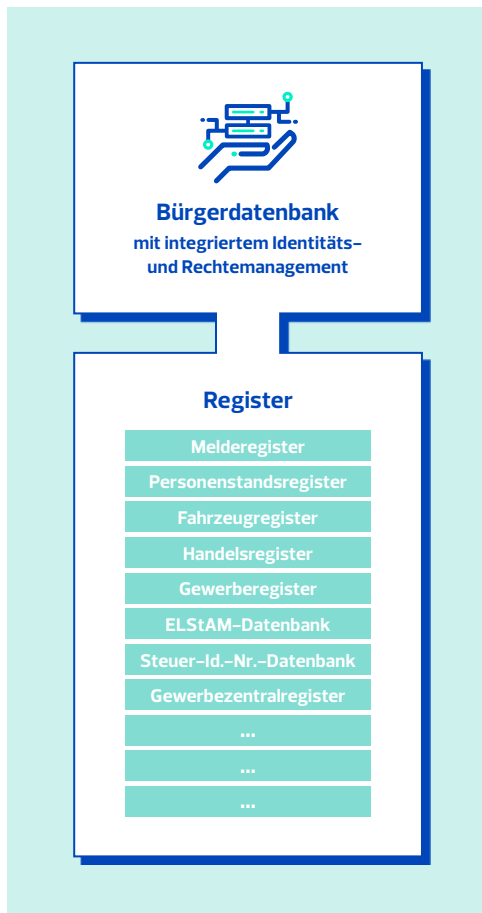 Bürgerdatenbank
mit integriertem Identitäts-
und Rechtemanagement
Register
Melderegister
Personenstandsregister
Fahrzeugregister
Handelsregister
Gewerberegister
ELStAM-Datenbank
Steuer-Id.-Nr.-Datenbank
Gewerbezentralregister
...
...
...